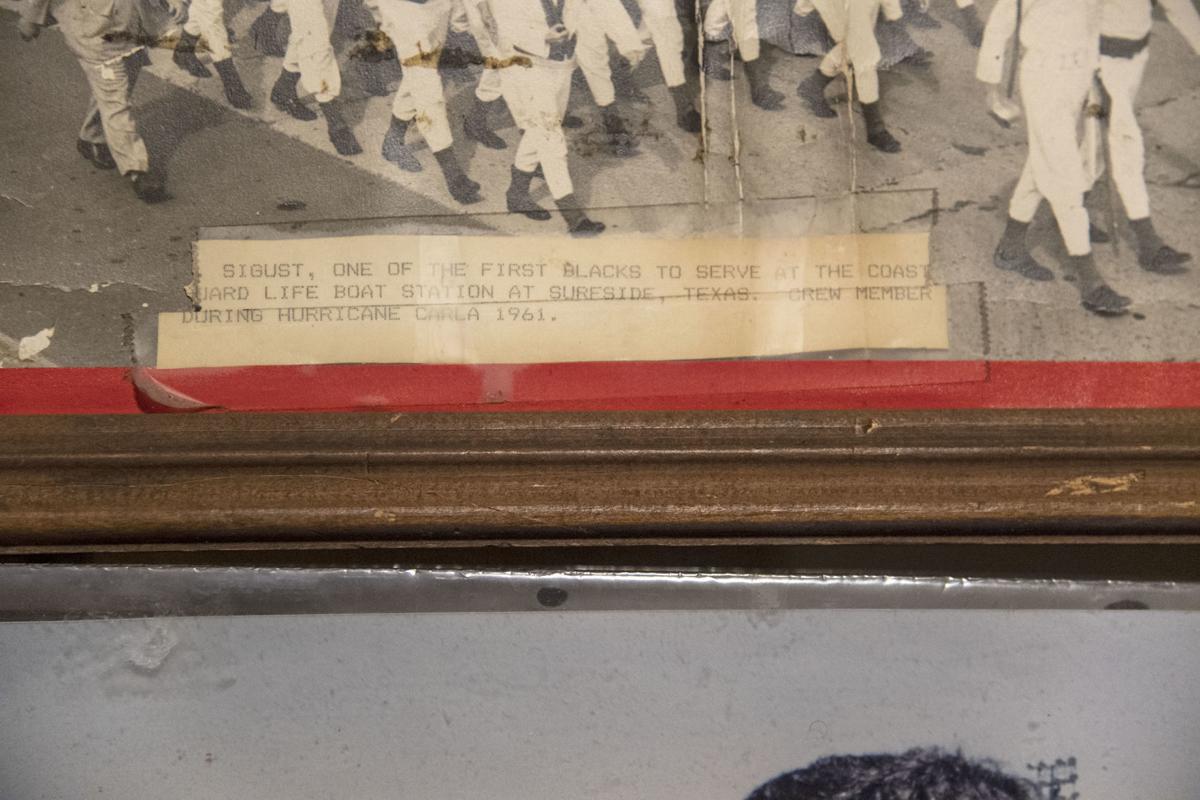 SIGUST, ONE OF THE FIRST BLACKS TO SERVE AT THE COAST
UARD LIFE BOAT STATION AT SURFSIDE, TEXAS. CREW MEMBER
DURING HURRICANE CARLA 1961.